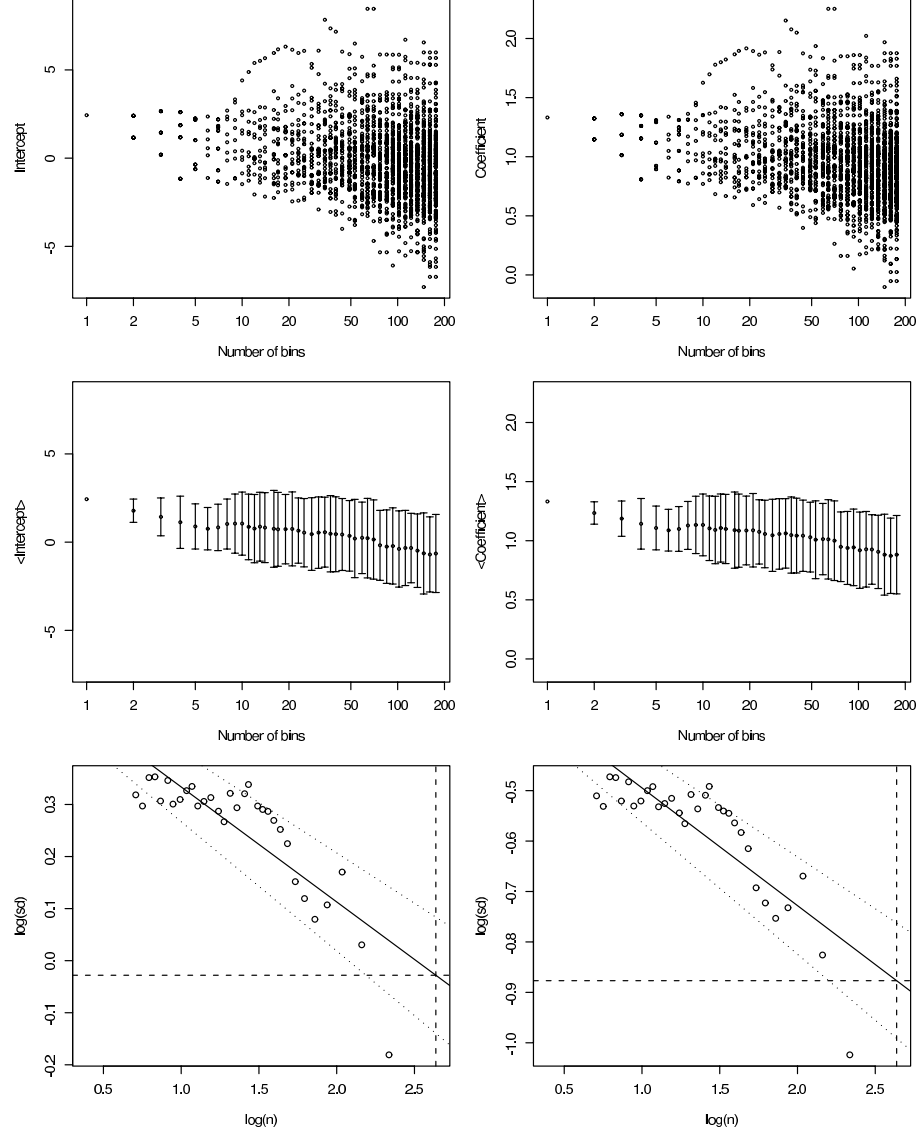 5
0
-5
Intercept
1 2 5 10 20 50 100 200
Number of bins
2.0
1.5
1.0
0.5
0.0
Coefficient
1 2 5 10 20 50 100 200
Number of bins
5
0
-5
<Intercept>
1 2 5 10 20 50 100 200
Number of bins
2.0
1.5
1.0
0.5
0.0
<Coefficient>
1 2 5 10 20 50 100 200
Number of bins
0.3
0.2
0.1
0.0
-0.1
-0.2
log(sd)
0.5 1.0 1.5 2.0 2.5
log(n)
-0.5
-0.6
-0.7
-0.8
-0.9
-1.0
log(sd)
0.5 1.0 1.5 2.0 2.5
log(n)